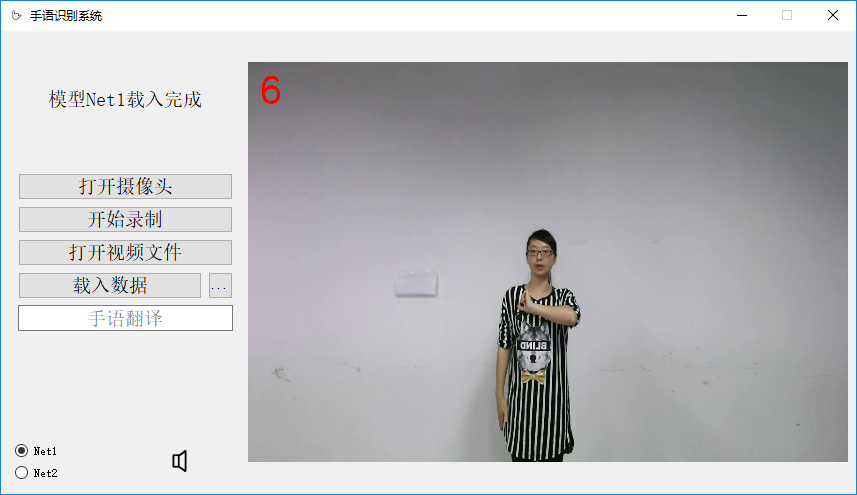 手语识别系统
模型Net1载入完成
打开摄像头
开始录制
打开视频文件
载入数据
...
手语翻译
Net1
Net2
6
BLIND